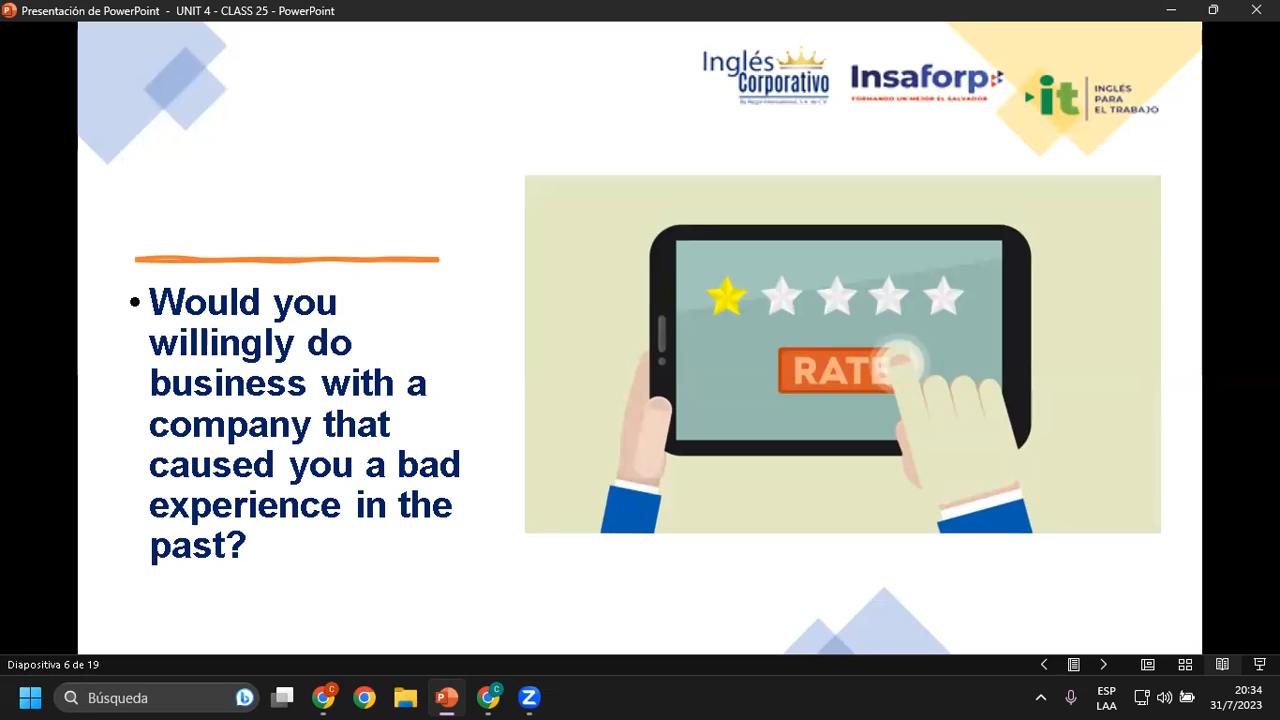 Presentación de PowerPoint - UNIT 4 - CLASS 25 - PowerPoint
Inglés
Corporativo
Insaforp
FORMANDO UN MEJOR EL SALVADOR
it
INGLÉS
PARA
EL TRABAJO
• Would you
willingly do
business with a
company that
caused you a bad
experience in the
past?
RATE
Diapositiva 6 de 19
Búsqueda
ESP
LAA
20:34
31/7/2023